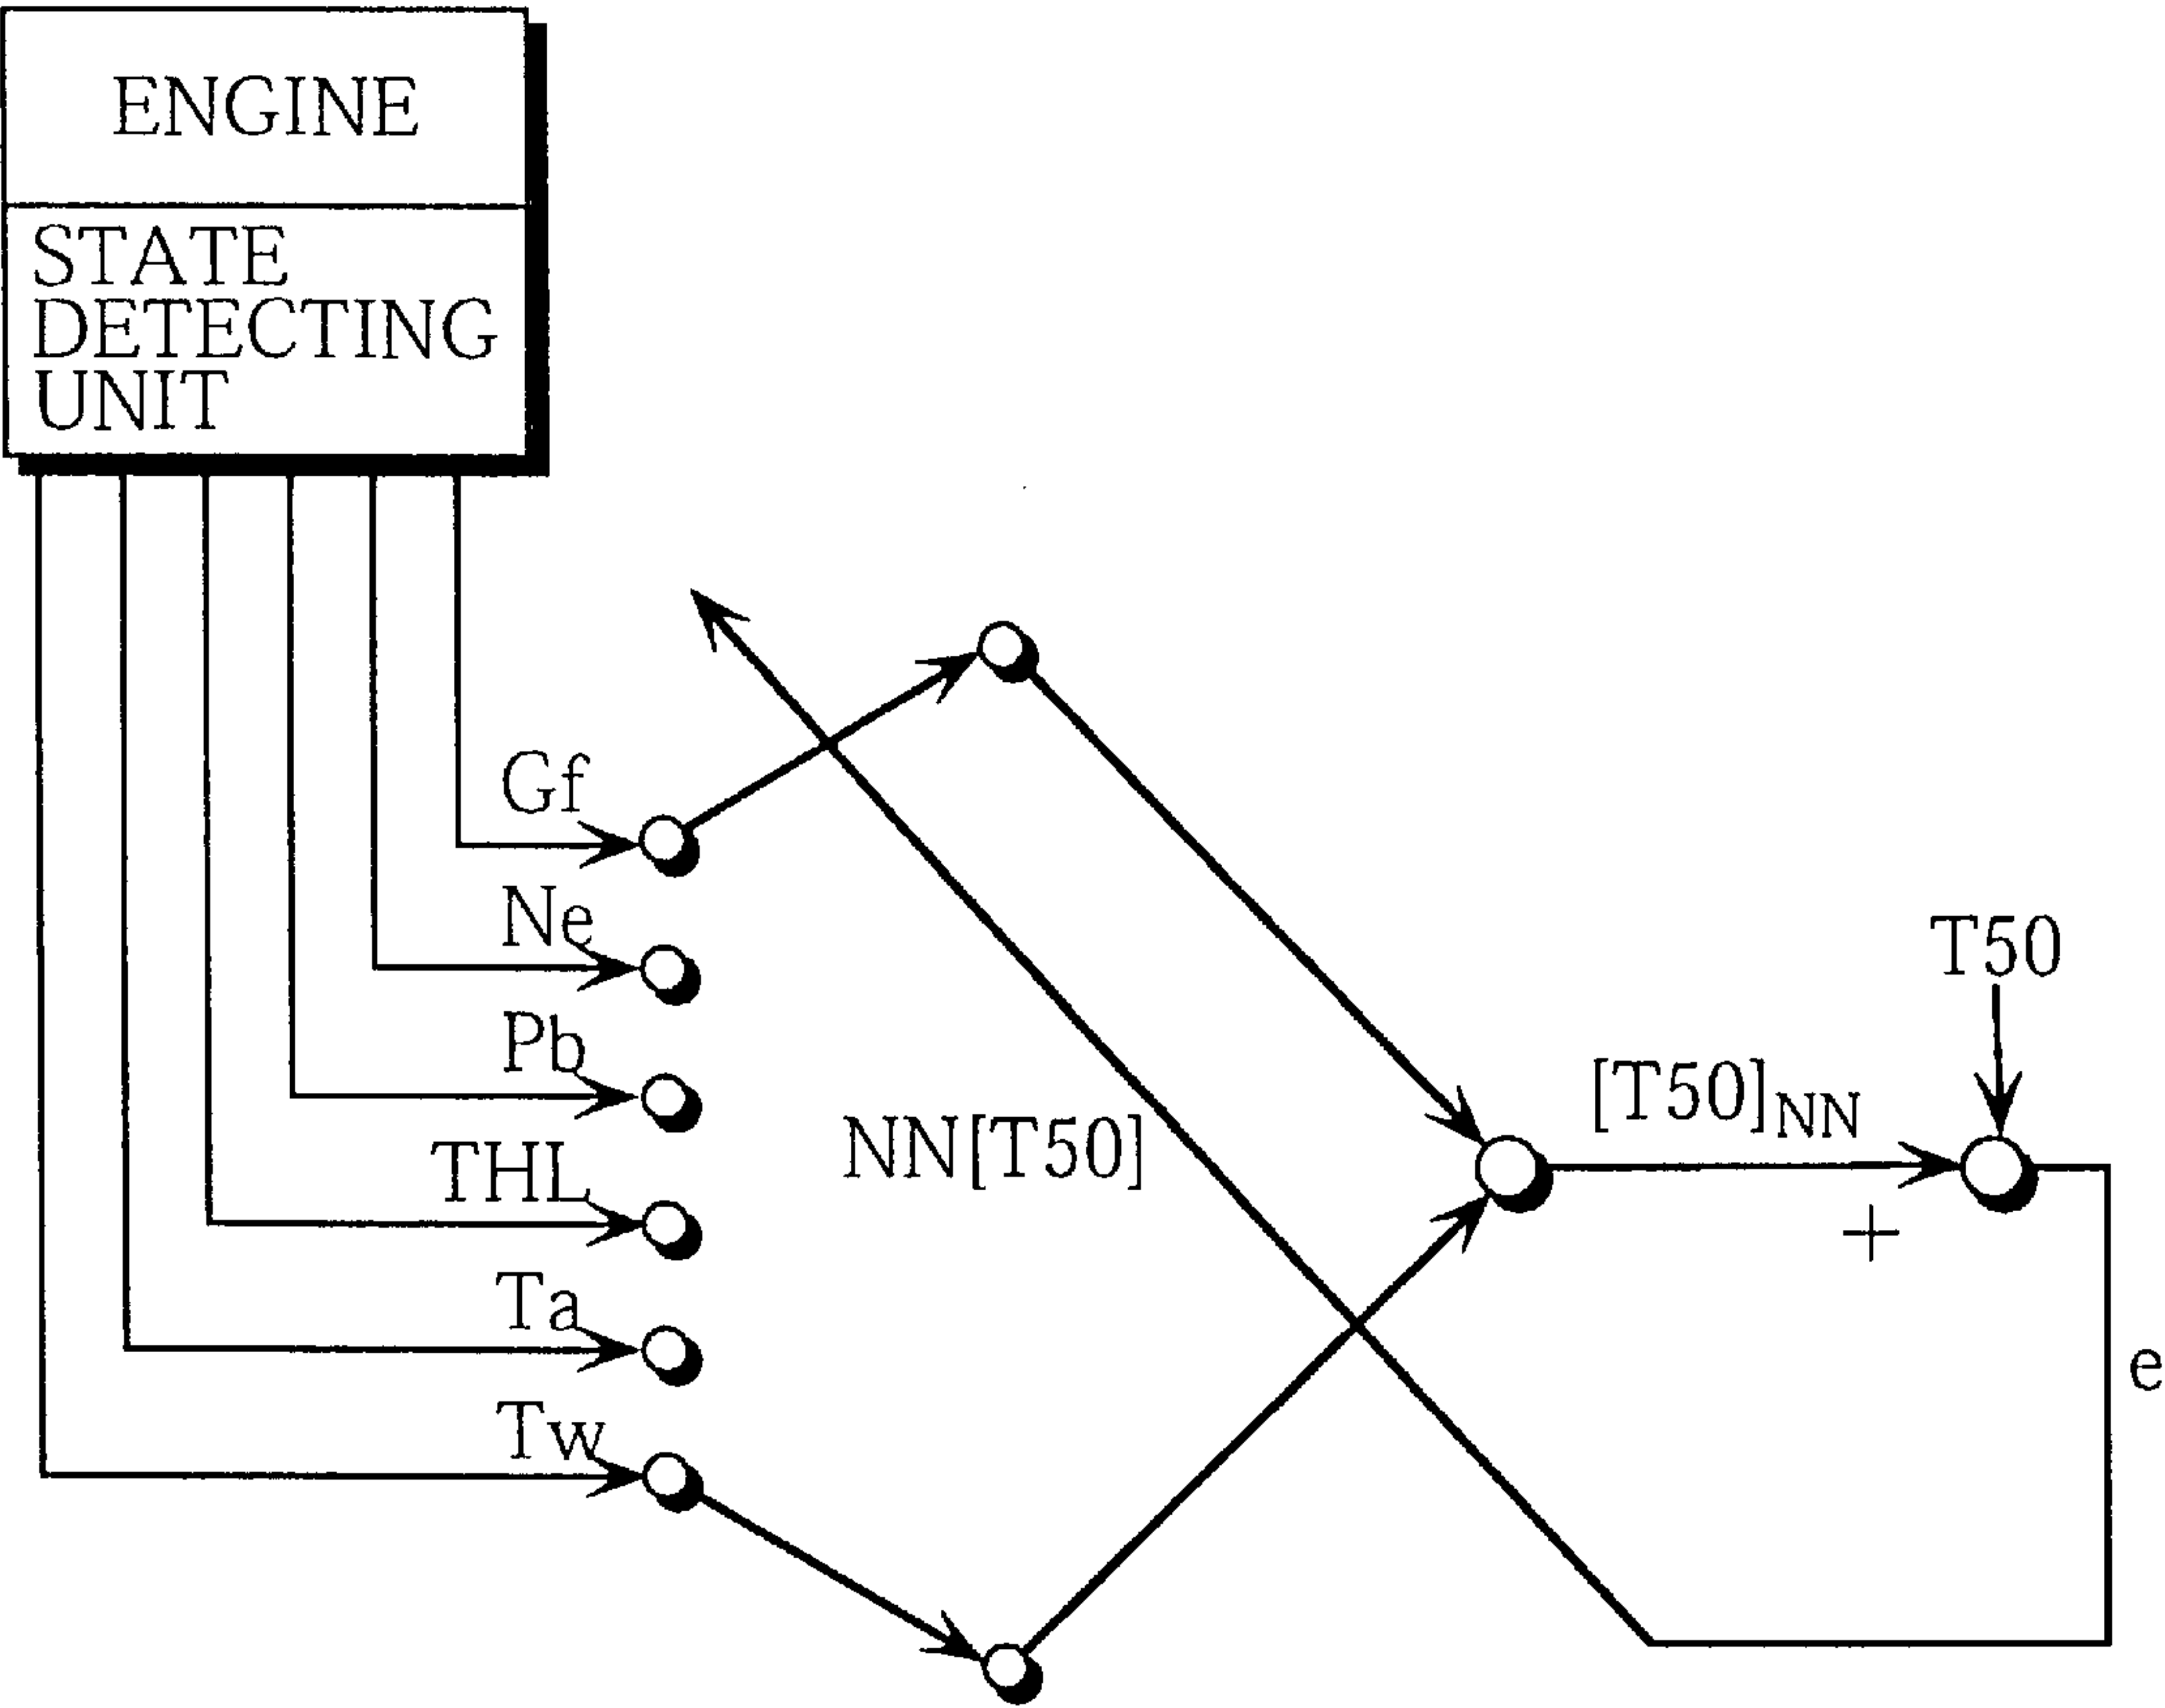 ENGINE
STATE
DETECTING
UNIT
Gf
Ne
Pb
THL
Ta
Tw
NN[T50]
[T50]NN
T50
+
e